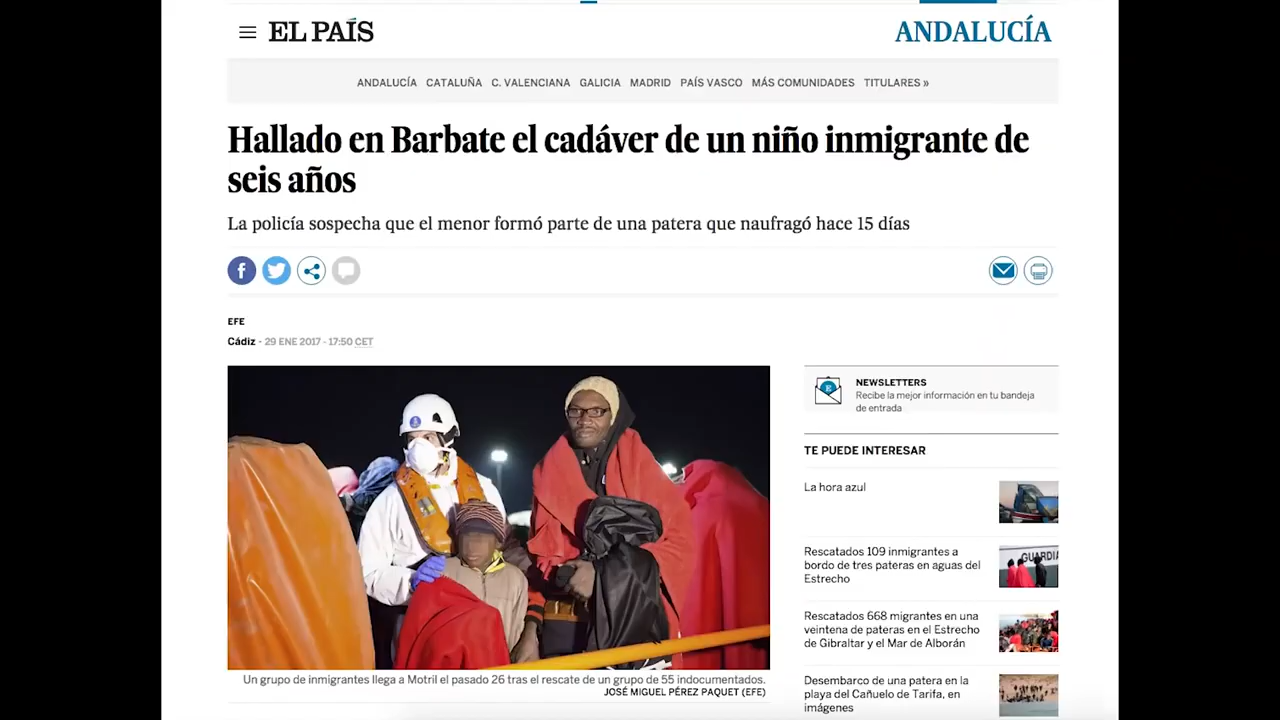 EL PAÍS
ANDALUCÍA
ANDALUCÍA CATALUÑA C. VALENCIANA GALICIA MADRID PAÍS VASCO MÁS COMUNIDADES TITULARES »
Hallado en Barbate el cadáver de un niño inmigrante de
seis años
La policía sospecha que el menor formó parte de una patera que naufragó hace 15 días
EFE
Cádiz - 29 ENE 2017 - 17:50 CET
Un grupo de inmigrantes llega a Motril el pasado 26 tras el rescate de un grupo de 55 indocumentados.
JOSÉ MIGUEL PÉREZ PAQUET (EFE)
NEWSLETTERS
Recibe la mejor información en tu bandeja
de entrada
TE PUEDE INTERESAR
La hora azul
Rescatados 109 inmigrantes a
bordo de tres pateras en aguas del
Estrecho
GUARDIA
Rescatados 668 migrantes en una
veintena de pateras en el Estrecho
de Gibraltar y el Mar de Alborán
Desembarco de una patera en la
playa del Cañuelo de Tarifa, en
imágenes